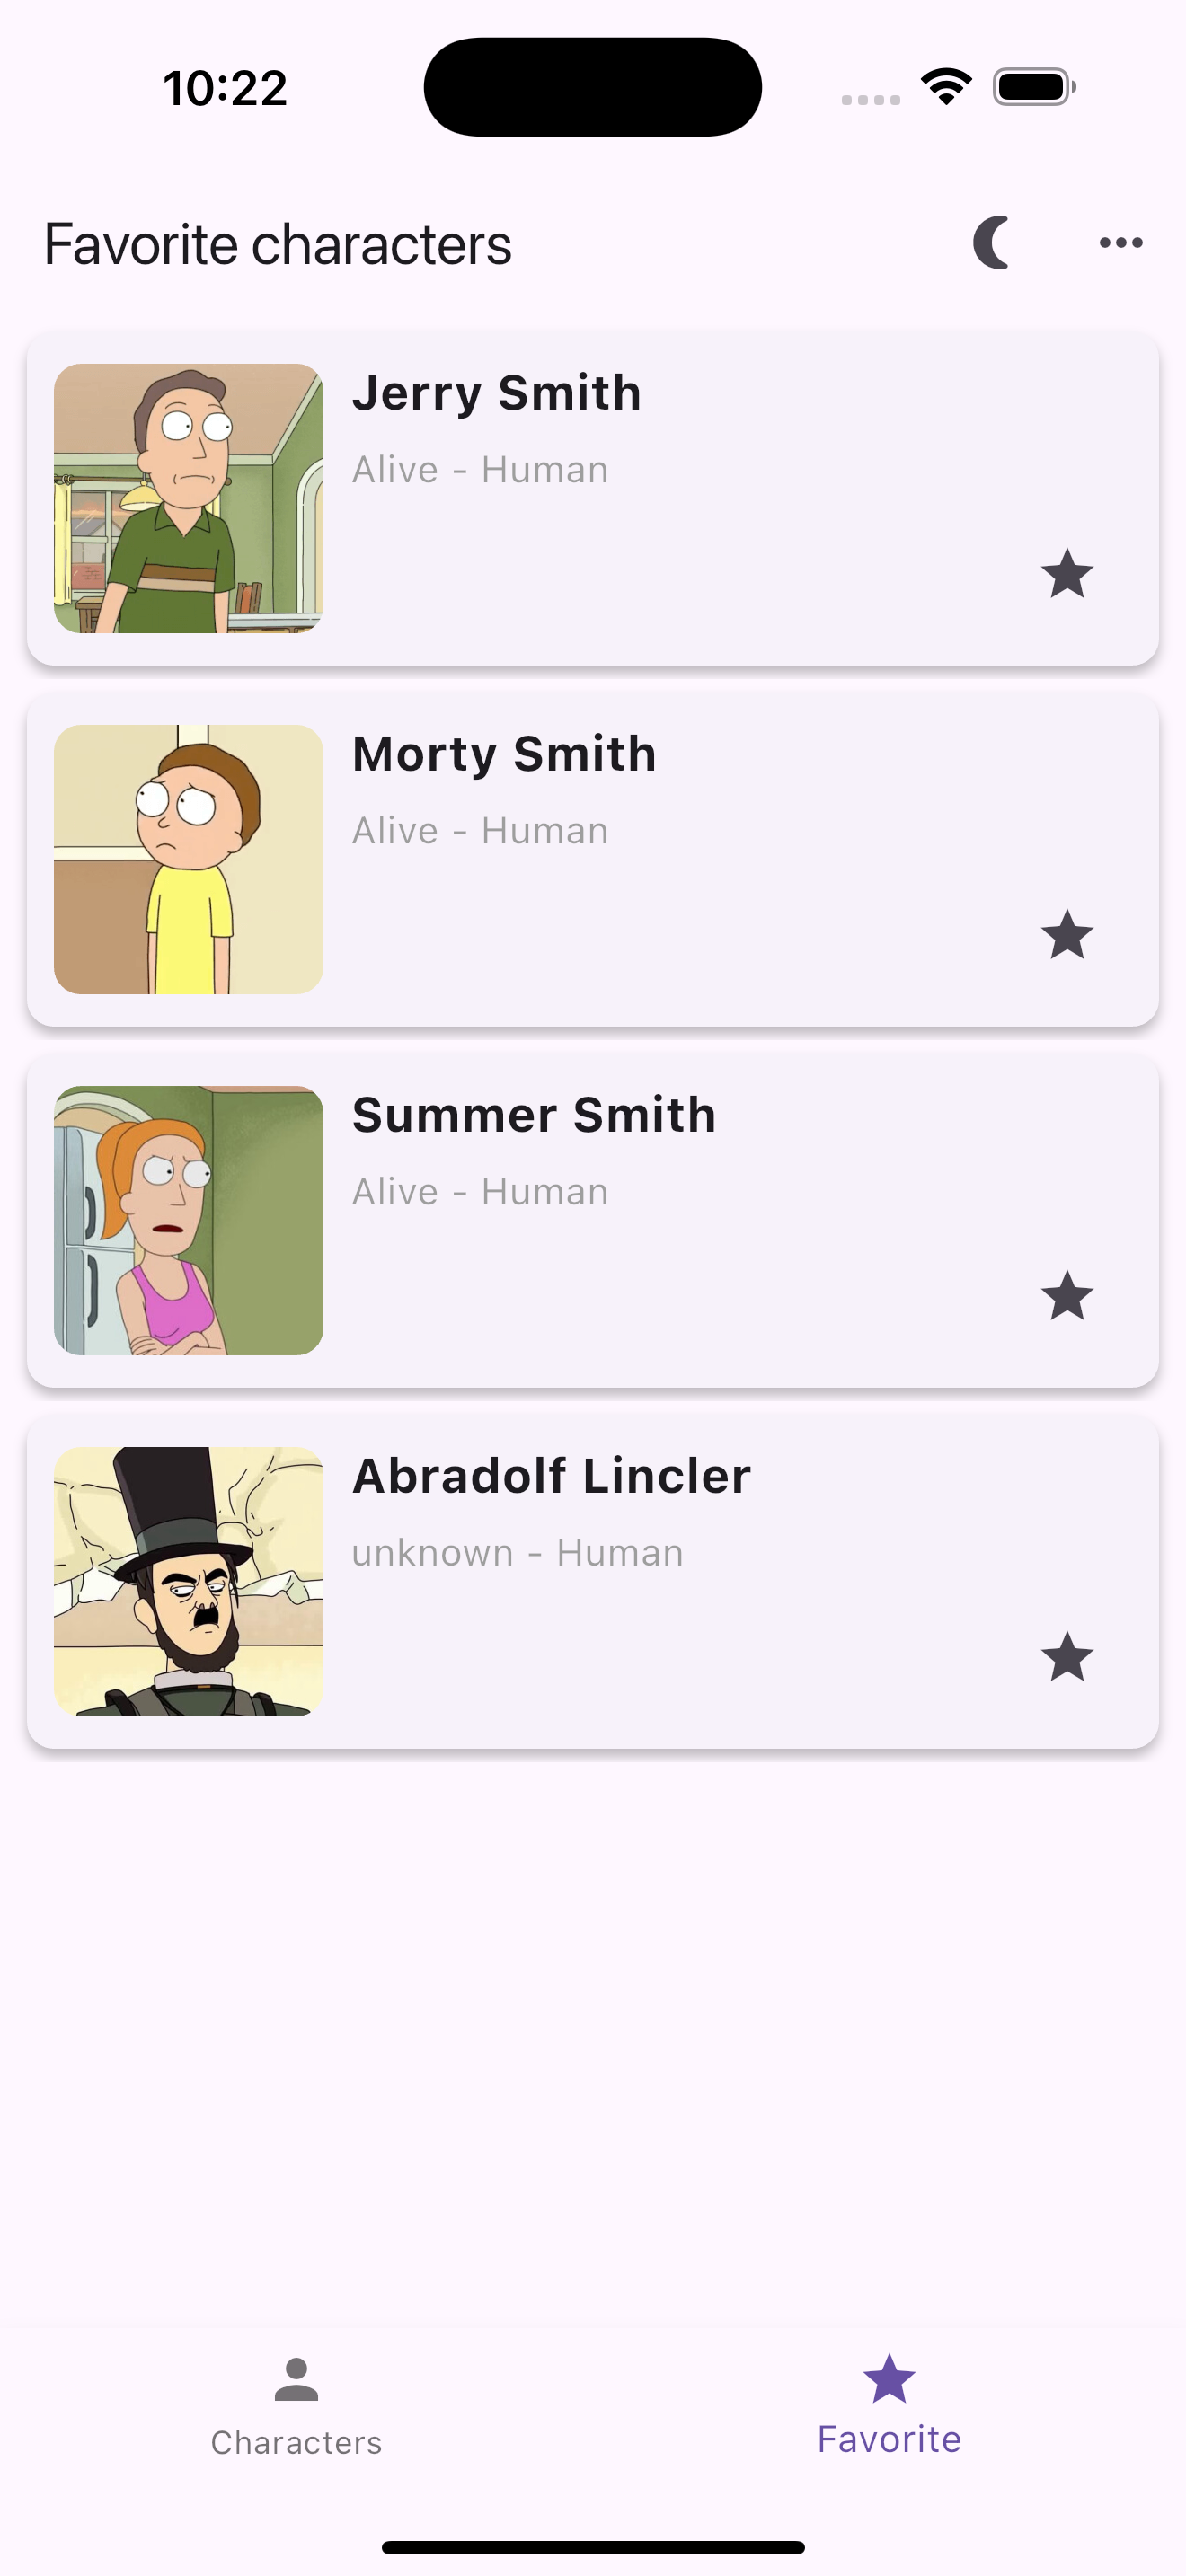 10:22
Favorite characters
Jerry Smith
Alive - Human
Morty Smith
Alive - Human
Summer Smith
Alive - Human
Abradolf Lincler
unknown - Human
Characters
Favorite